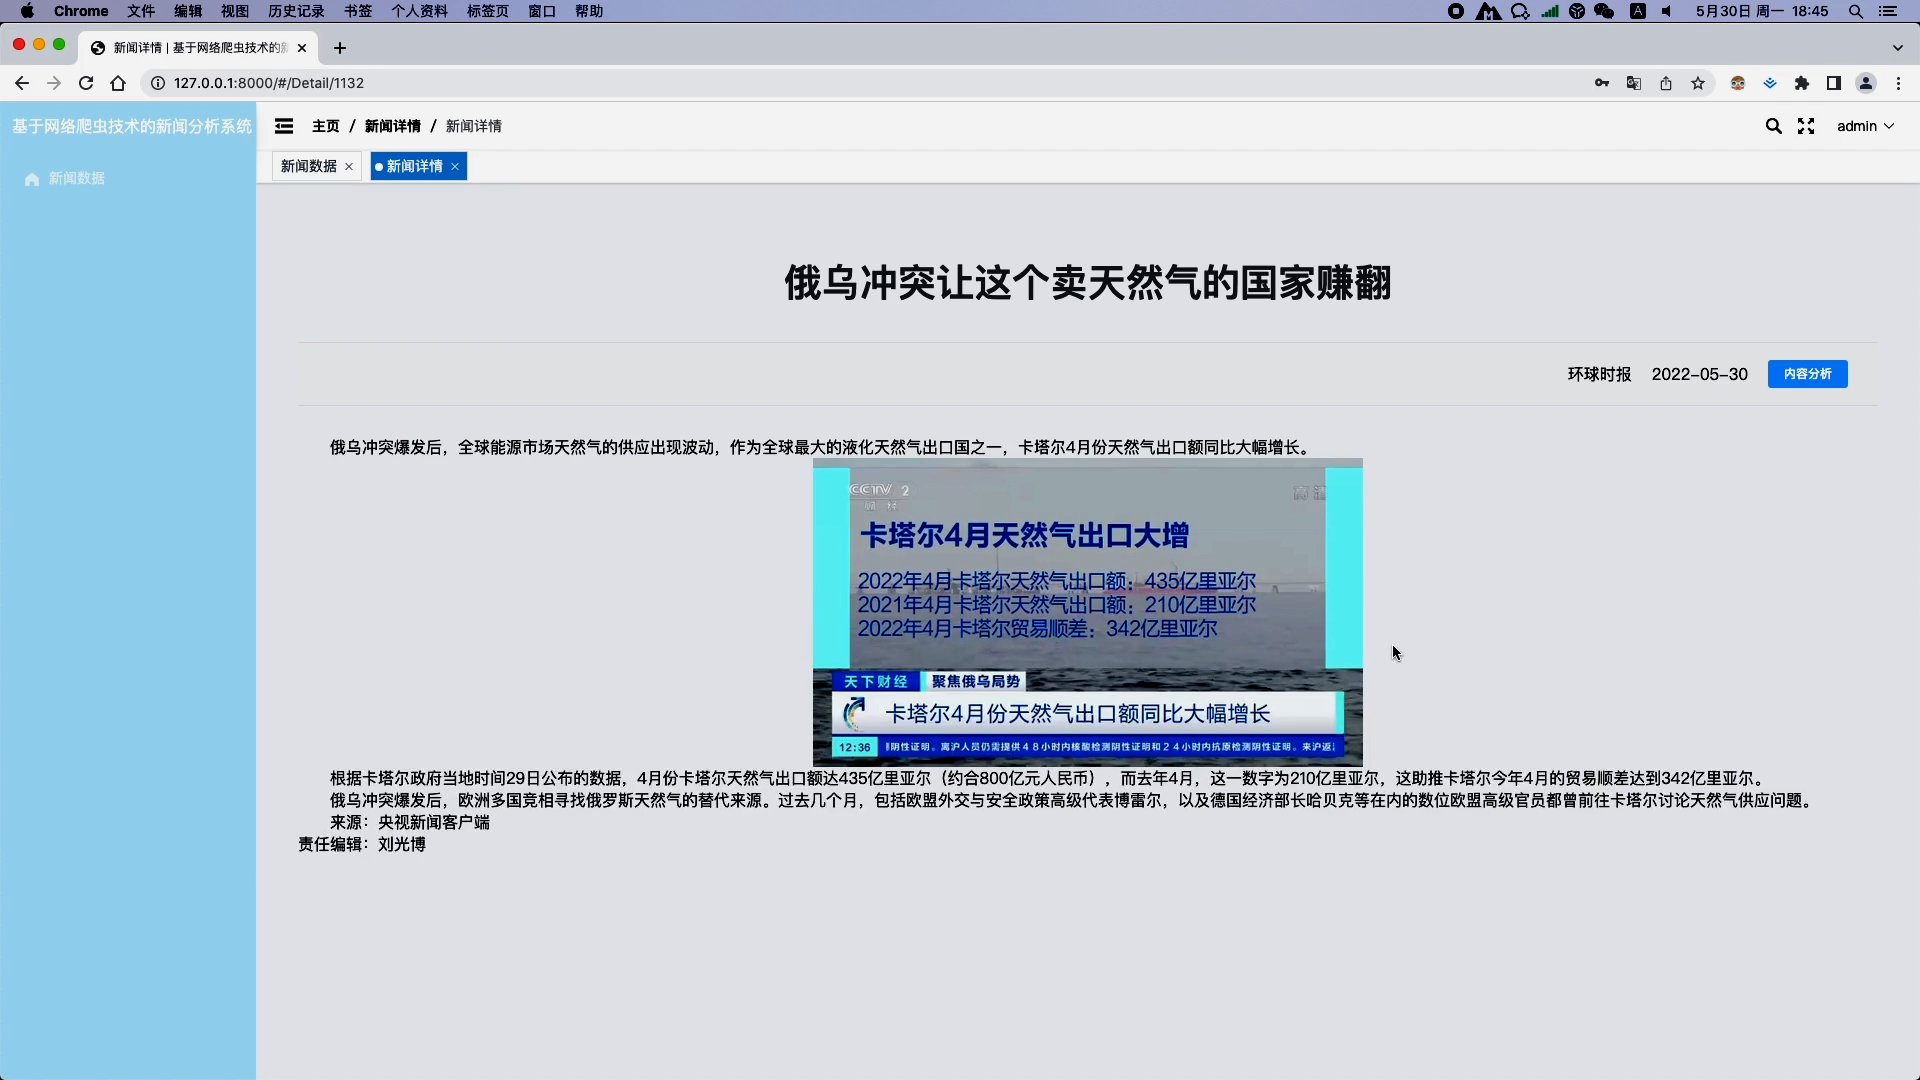 Chrome 文件 编辑 视图 历史记录 书签 个人资料 标签页 窗口 帮助 A 5月30日 周一 18:45
新闻详情 | 基于网络爬虫技术的
127.0.0.1:8000/#/Detail/1132
基于网络爬虫技术的新闻分析系统
主页 / 新闻详情 / 新闻详情
admin
新闻数据
新闻数据 新闻详情
俄乌冲突让这个卖天然气的国家赚翻
环球时报 2022-05-30 内容分析
俄乌冲突爆发后，全球能源市场天然气的供应出现波动，作为全球最大的液化天然气出口国之一，卡塔尔4月份天然气出口额同比大幅增长。
CCTV 2
财经
高清
卡塔尔4月天然气出口大增
2022年4月卡塔尔天然气出口额：435亿里亚尔
2021年4月卡塔尔天然气出口额：210亿里亚尔
2022年4月卡塔尔贸易顺差：342亿里亚尔
天下财经 聚焦俄乌局势
卡塔尔4月份天然气出口额同比大幅增长
12:36 阴性证明。离沪人员仍需提供48小时内核酸检测阴性证明和24小时内抗原检测阴性证明。来沪返
根据卡塔尔政府当地时间29日公布的数据，4月份卡塔尔天然气出口额达435亿里亚尔（约合800亿元人民币），而去年4月，这一数字为210亿里亚尔，这助推卡塔尔今年4月的贸易顺差达到342亿里亚尔。
俄乌冲突爆发后，欧洲多国竞相寻找俄罗斯天然气的替代来源。过去几个月，包括欧盟外交与安全政策高级代表博雷尔，以及德国经济部长哈贝克等在内的数位欧盟高级官员都曾前往卡塔尔讨论天然气供应问题。
来源：央视新闻客户端
责任编辑：刘光博